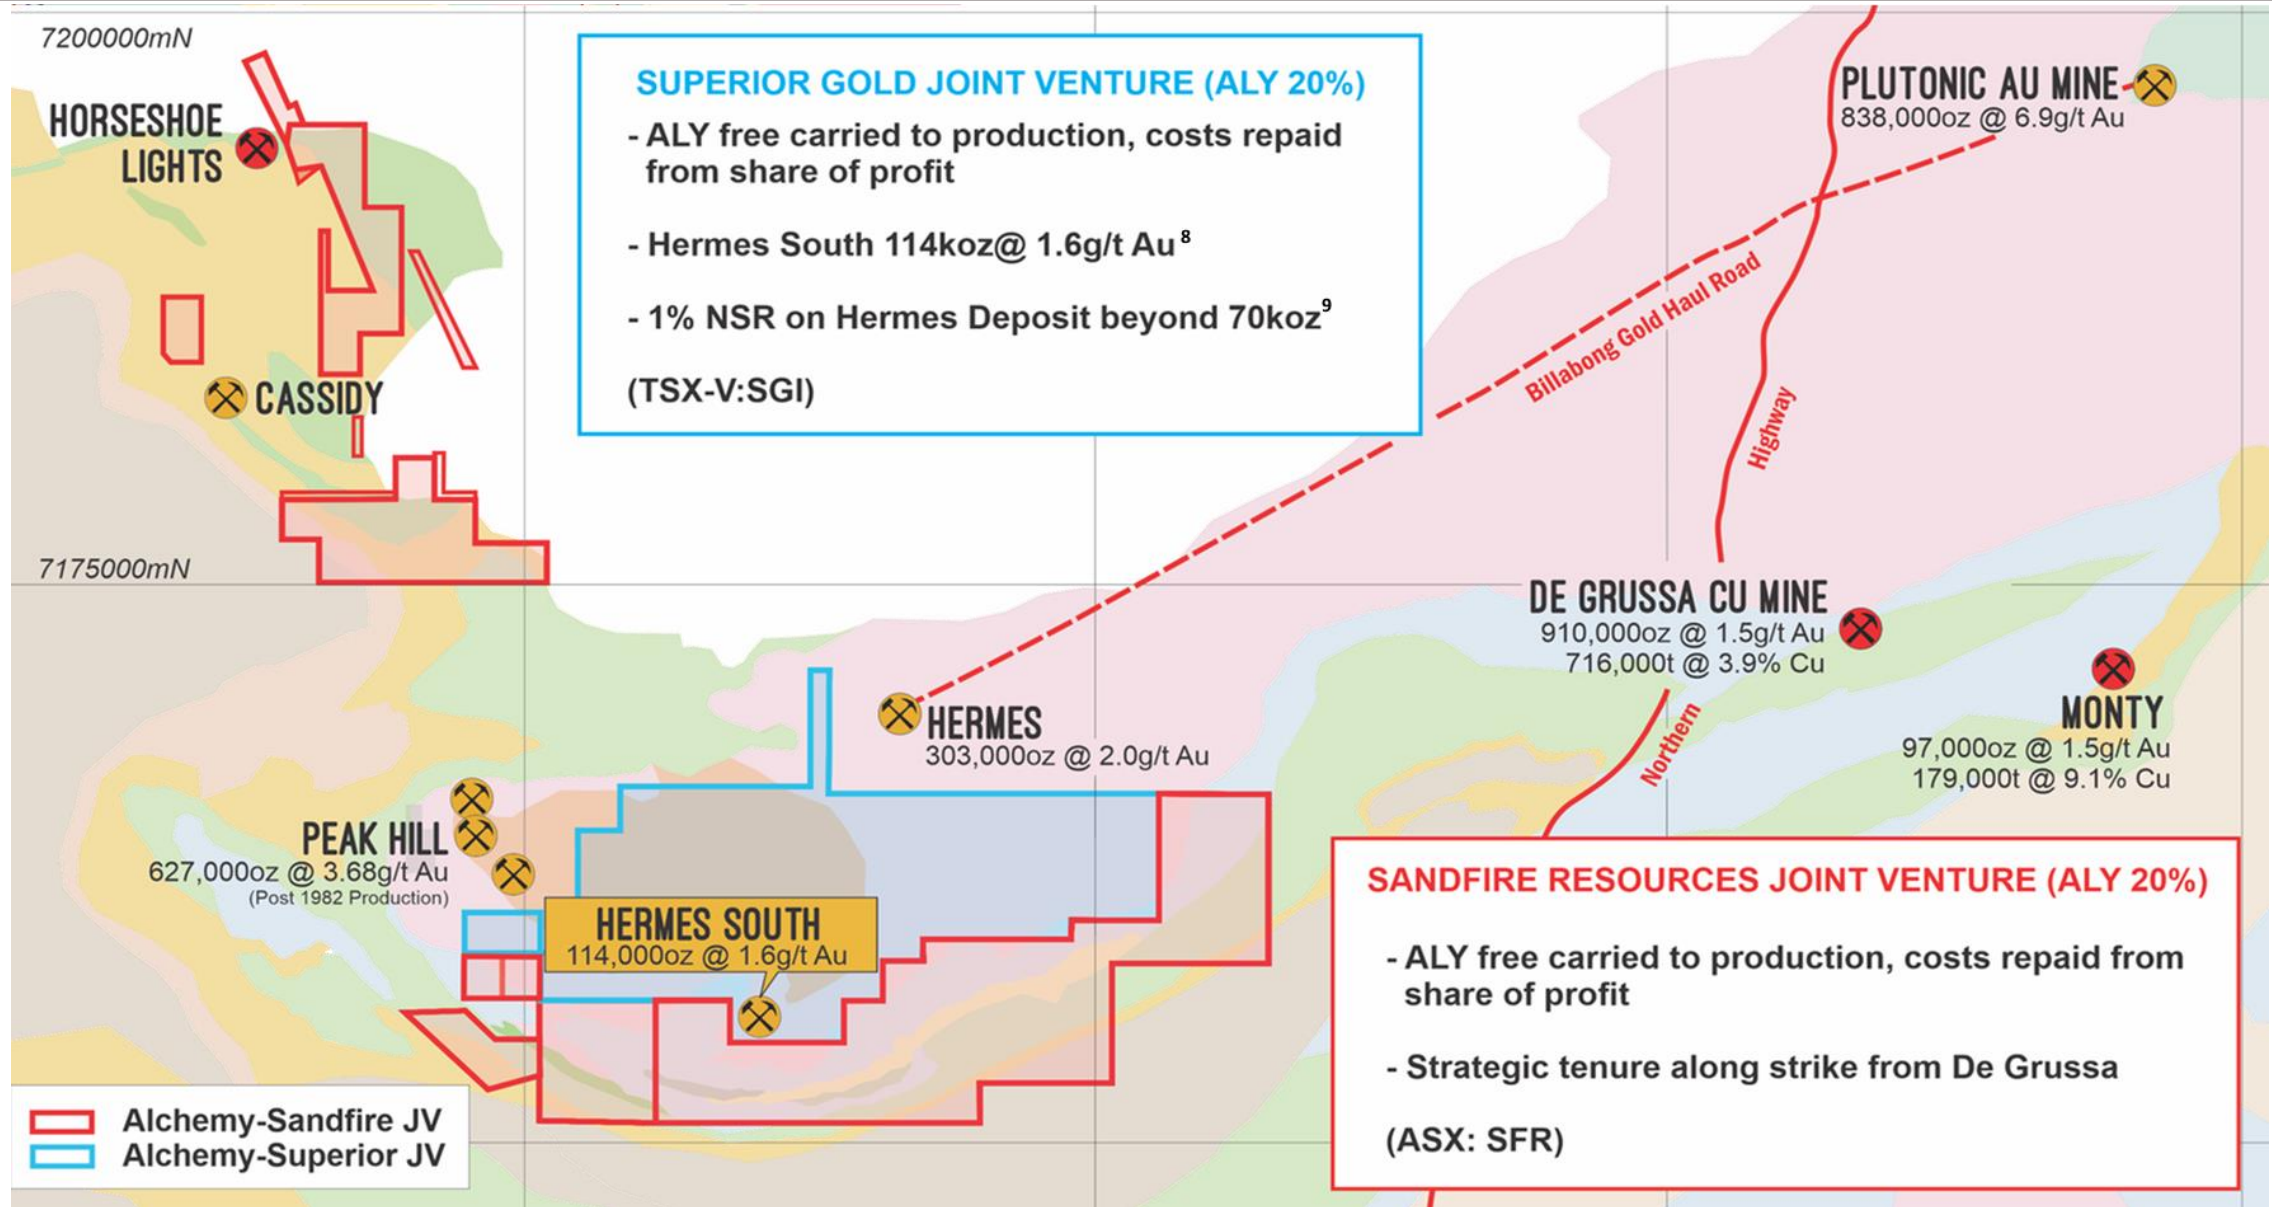 7200000mN
HORSESHOE
LIGHTS
SUPERIOR GOLD JOINT VENTURE (ALY 20%)
- ALY free carried to production, costs repaid
from share of profit
- Hermes South 114koz@ 1.6g/t Au 8
- 1% NSR on Hermes Deposit beyond 70koz9
(TSX-V:SGI)
PLUTONIC AU MINE
838,000oz @ 6.9g/t Au
Billabong Gold Haul Road
Highway
CASSIDY
7175000mN
DE GRUSSA CU MINE
910,000oz @ 1.5g/t Au
716,000t @ 3.9% Cu
MONTY
97,000oz @ 1.5g/t Au
179,000t @ 9.1% Cu
Northern
HERMES
303,000oz @ 2.0g/t Au
PEAK HILL
627,000oz @ 3.68g/t Au
(Post 1982 Production)
HERMES SOUTH
114,000oz @ 1.6g/t Au
SANDFIRE RESOURCES JOINT VENTURE (ALY 20%)
- ALY free carried to production, costs repaid from
share of profit
- Strategic tenure along strike from De Grussa
(ASX: SFR)
Alchemy-Sandfire JV
Alchemy-Superior JV